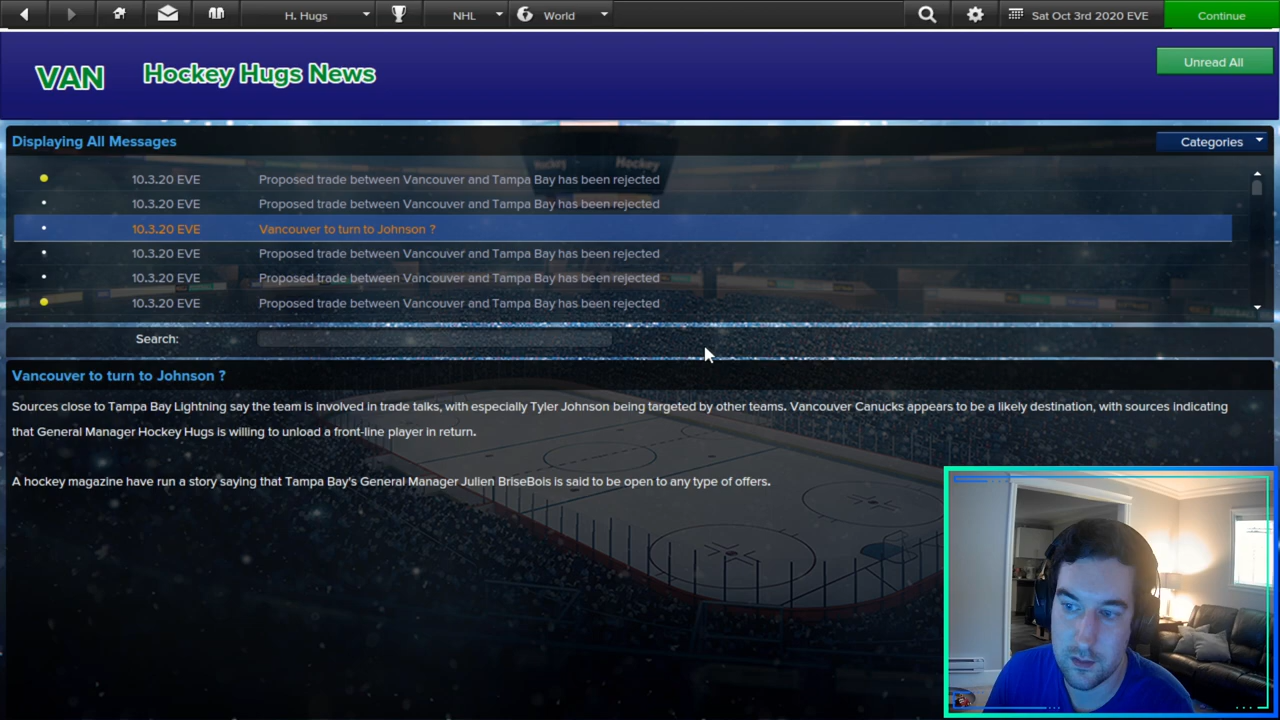 H. Hugs
NHL
World
Sat Oct 3rd 2020 EVE
Continue
VAN
Hockey Hugs News
Unread All
Displaying All Messages
Categories
10.3.20 EVE Proposed trade between Vancouver and Tampa Bay has been rejected
10.3.20 EVE Proposed trade between Vancouver and Tampa Bay has been rejected
10.3.20 EVE Vancouver to turn to Johnson ?
10.3.20 EVE Proposed trade between Vancouver and Tampa Bay has been rejected
10.3.20 EVE Proposed trade between Vancouver and Tampa Bay has been rejected
10.3.20 EVE Proposed trade between Vancouver and Tampa Bay has been rejected
Search:
Vancouver to turn to Johnson ?
Sources close to Tampa Bay Lightning say the team is involved in trade talks, with especially Tyler Johnson being targeted by other teams. Vancouver Canucks appears to be a likely destination, with sources indicating
that General Manager Hockey Hugs is willing to unload a front-line player in return.
A hockey magazine have run a story saying that Tampa Bay's General Manager Julien BriseBois is said to be open to any type of offers.